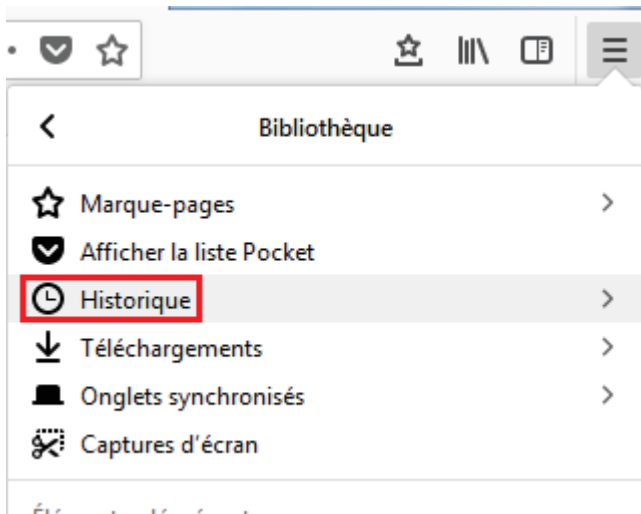 Bibliothèque
Marque-pages
Afficher la liste Pocket
Historique
Téléchargements
Onglets synchronisés
Captures d'écran